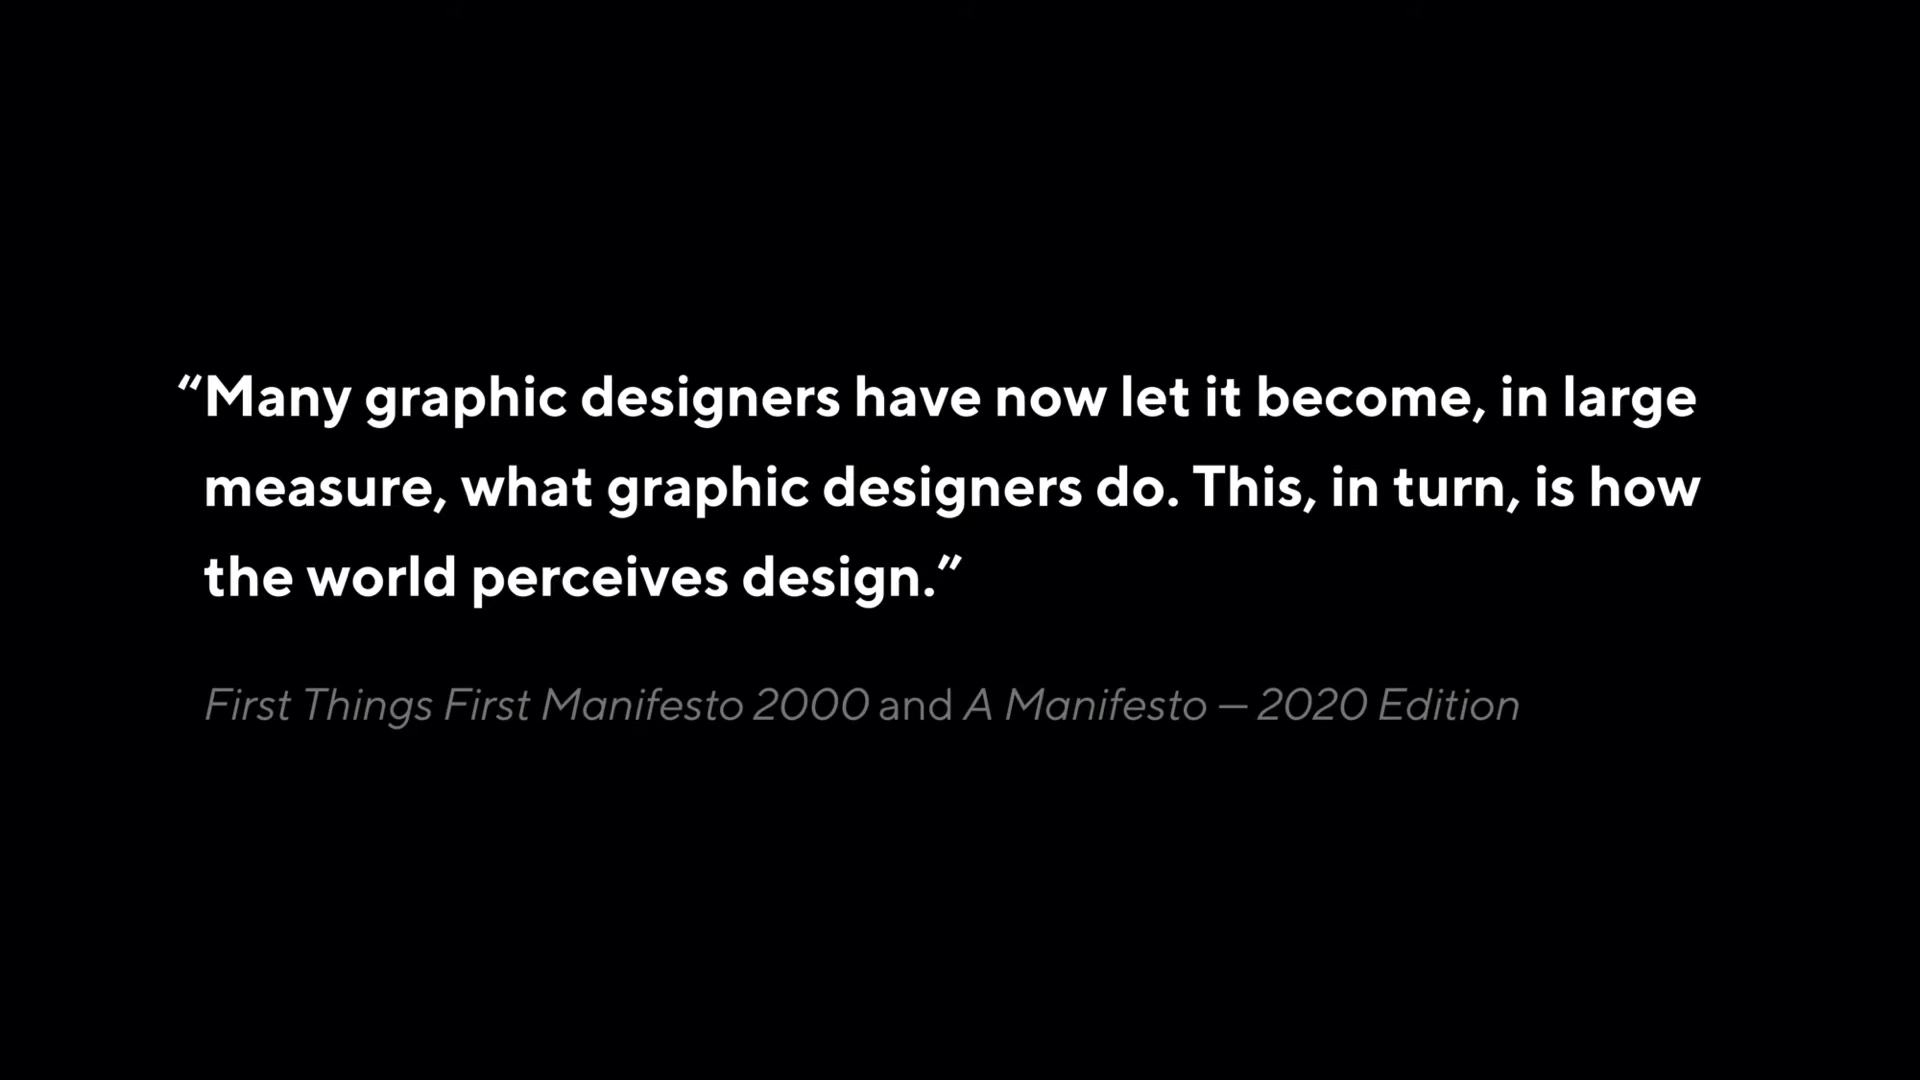 “Many graphic designers have now let it become, in large
measure, what graphic designers do. This, in turn, is how
the world perceives design.”
First Things First Manifesto 2000 and A Manifesto – 2020 Edition